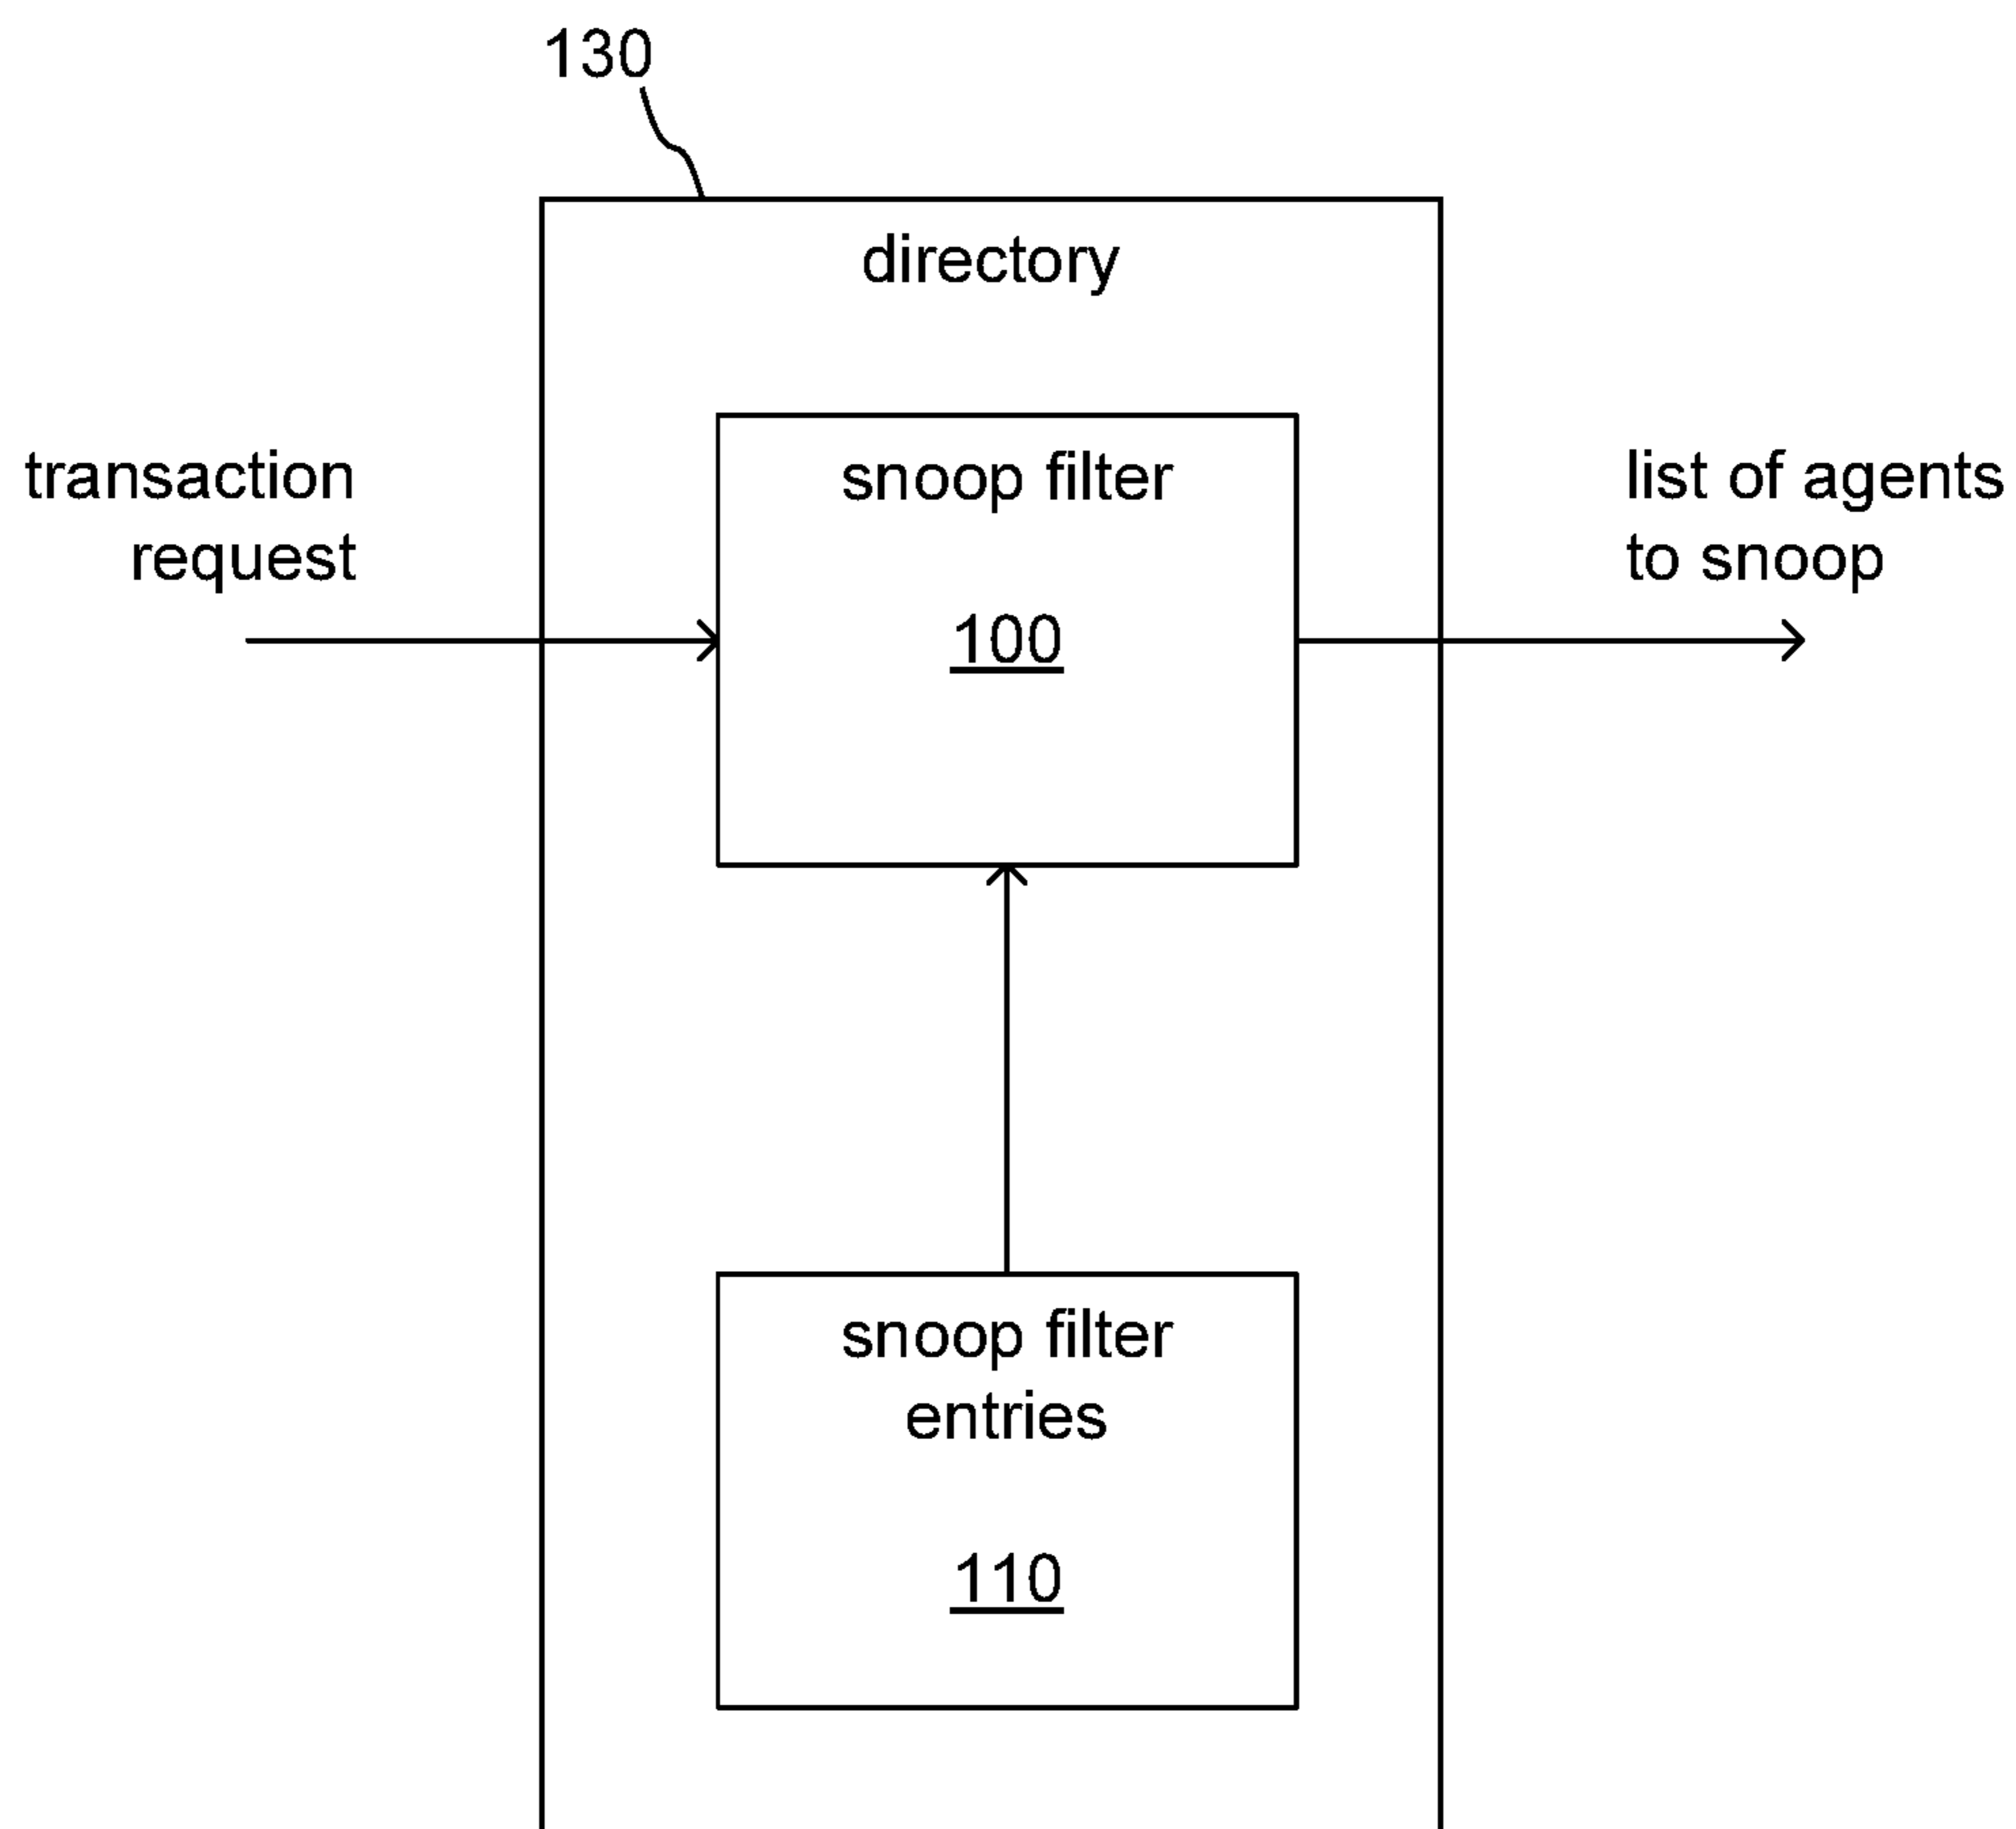 130
directory
transaction
request
snoop filter
100
list of agents
to snoop
snoop filter
entries
110